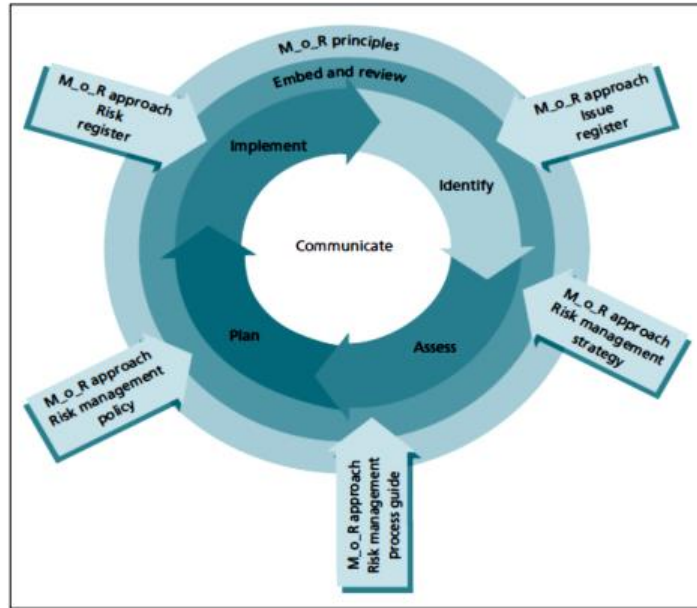 M_o_R principles
Embed and review
M_o_R approach
Risk
register
M_o_R approach
Issue
register
Implement
Identify
Communicate
Plan
Assess
M_o_R approach
Risk management
strategy
M_o_R approach
Risk management
policy
M_o_R approach
Risk management
process guide